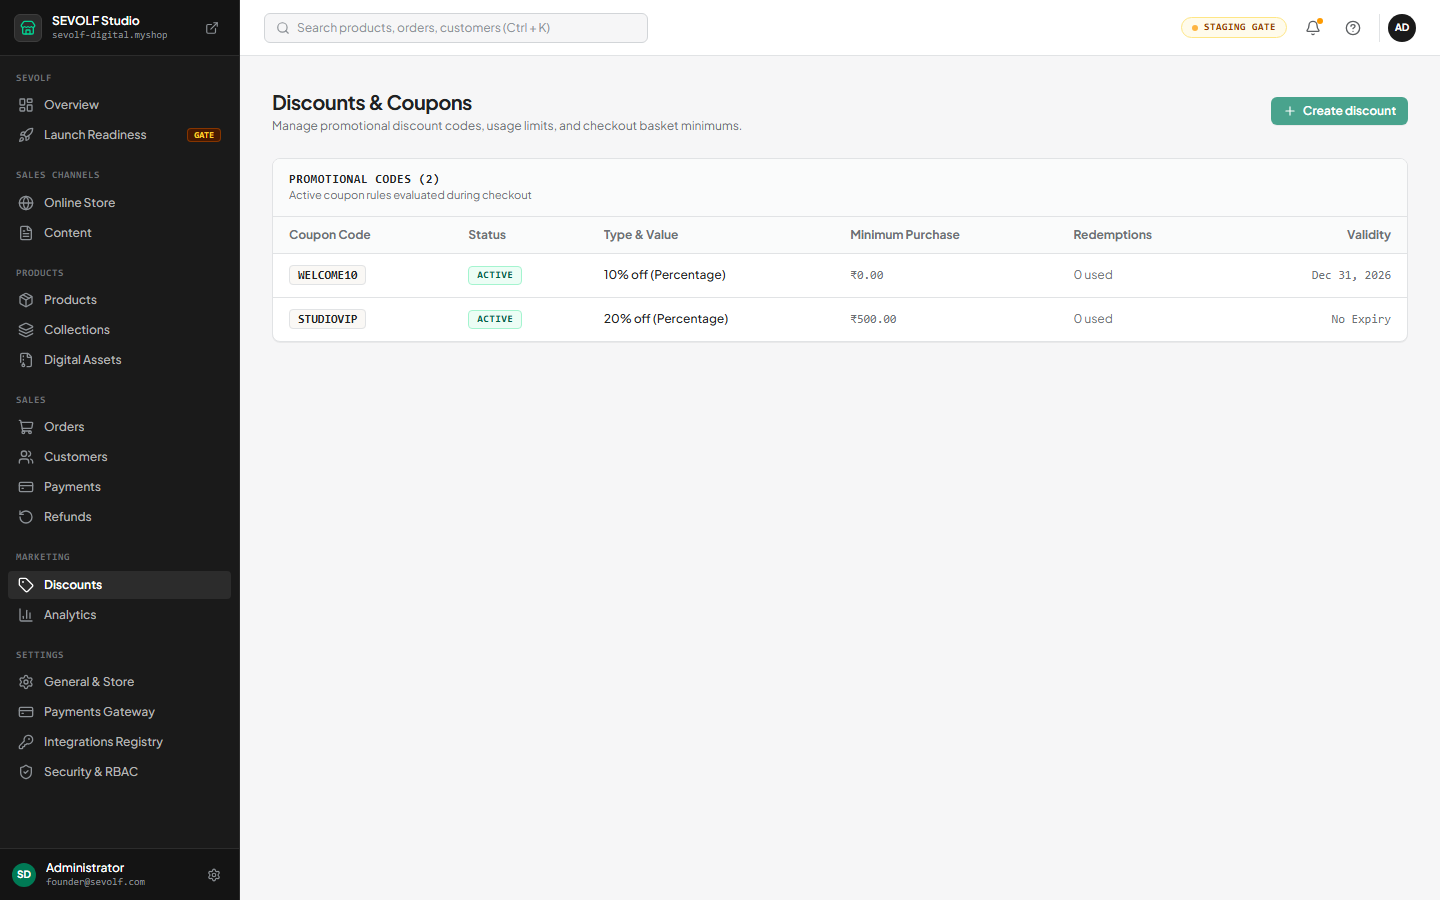 SEVOLF Studio
sevolf-digital.myshop
Search products, orders, customers (Ctrl + K)
STAGING GATE
AD
SEVOLF
Overview
Launch Readiness
GATE
SALES CHANNELS
Online Store
Content
PRODUCTS
Products
Collections
Digital Assets
SALES
Orders
Customers
Payments
Refunds
MARKETING
Discounts
Analytics
SETTINGS
General & Store
Payments Gateway
Integrations Registry
Security & RBAC
SD
Administrator
founder@sevolf.com
Discounts & Coupons
Manage promotional discount codes, usage limits, and checkout basket minimums.
Create discount
PROMOTIONAL CODES (2)
Active coupon rules evaluated during checkout
Coupon Code Status Type & Value Minimum Purchase Redemptions Validity
WELCOME10 ACTIVE 10% off (Percentage) ₹0.00 0 used Dec 31, 2026
STUDIOVIP ACTIVE 20% off (Percentage) ₹500.00 0 used No Expiry